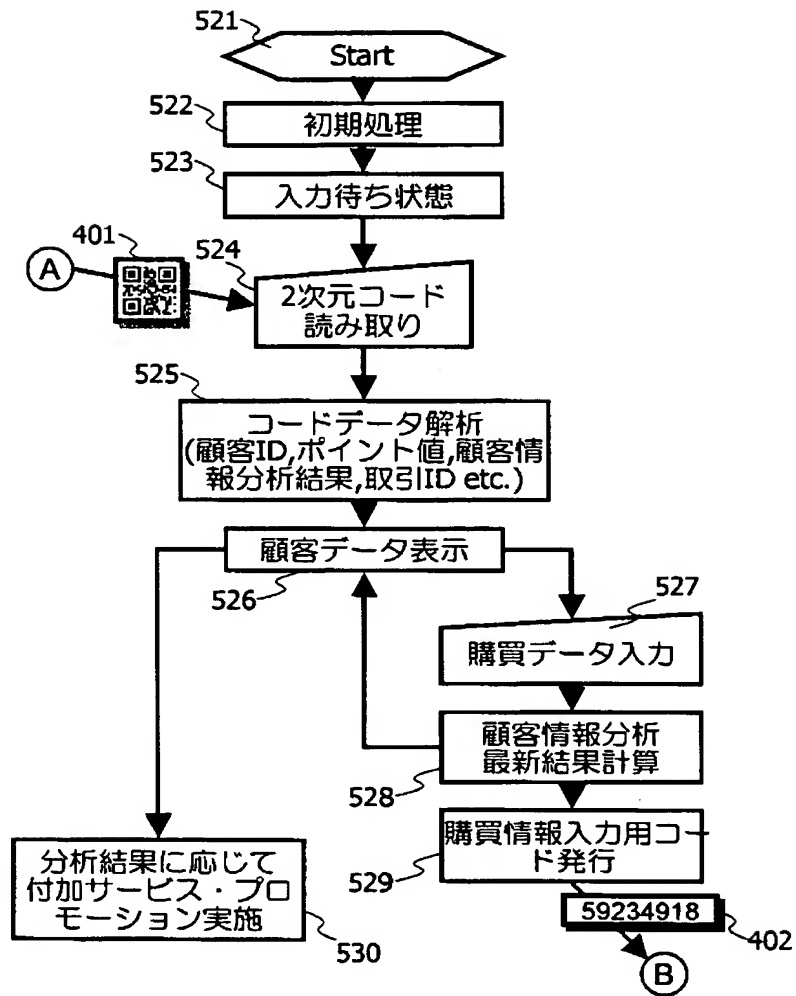 521
Start
522
初期処理
523
入力待ち状態
401
524
A
2次元コード
読み取り
525
コードデータ解析
(顧客ID,ポイント値,顧客情
報分析結果,取引ID etc.)
顧客データ表示
526
527
購買データ入力
顧客情報分析
最新結果計算
528
購買情報入力用コー
ド発行
529
分析結果に応じて
付加サービス・プロ
モーション実施
530
59234918
402
B